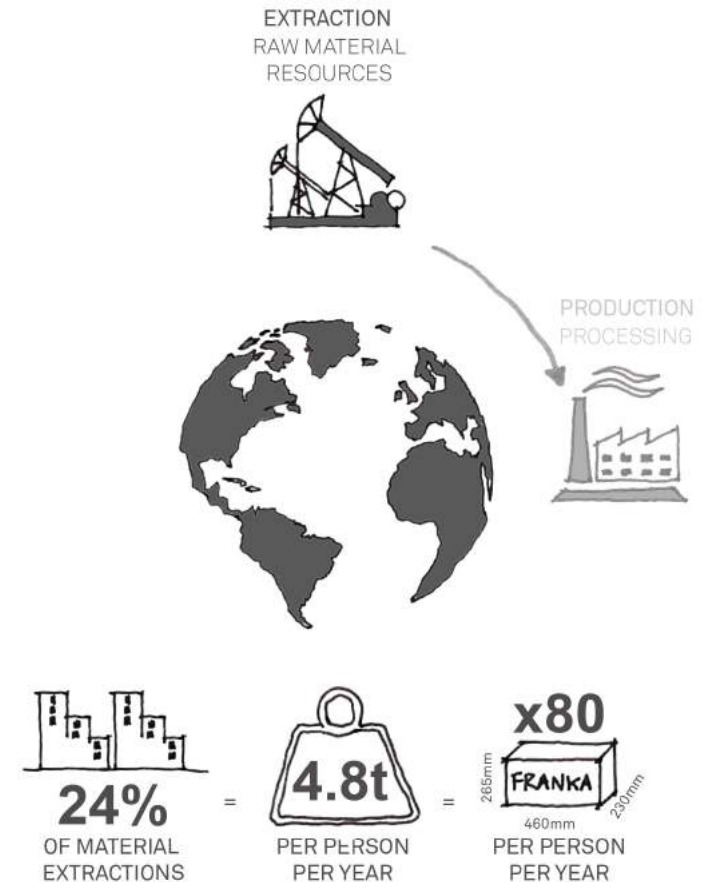 EXTRACTION
RAW MATERIAL
RESOURCES
PRODUCTION
PROCESSING
24%
OF MATERIAL
EXTRACTIONS
=
4.8t
PER PERSON
PER YEAR
=
x80
FRANKA
265mm
460mm
230mm
PER PERSON
PER YEAR